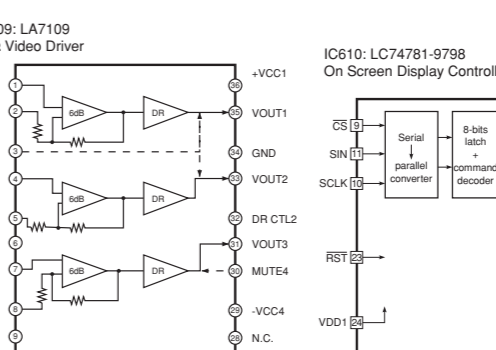 09: LA7109
Video Driver
1
2
3
4
5
6
7
8
9
6dB
DR
6dB
DR
6dB
DR
36 +VCC1
35 VOUT1
34 GND
33 VOUT2
32 DR CTL2
31 VOUT3
30 MUTE4
29 -VCC4
28 N.C.
IC610: LC74781-9798
On Screen Display Controll
CS 9
SIN 11
SCLK 10
RST 23
VDD1 24
Serial
parallel
converter
8-bits
latch
+
command
decoder